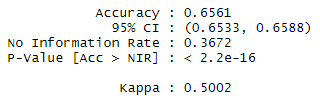 Accuracy : 0.6561
95% CI : (0.6533, 0.6588)
No Information Rate : 0.3672
P-Value [Acc > NIR] : < 2.2e-16
Kappa : 0.5002